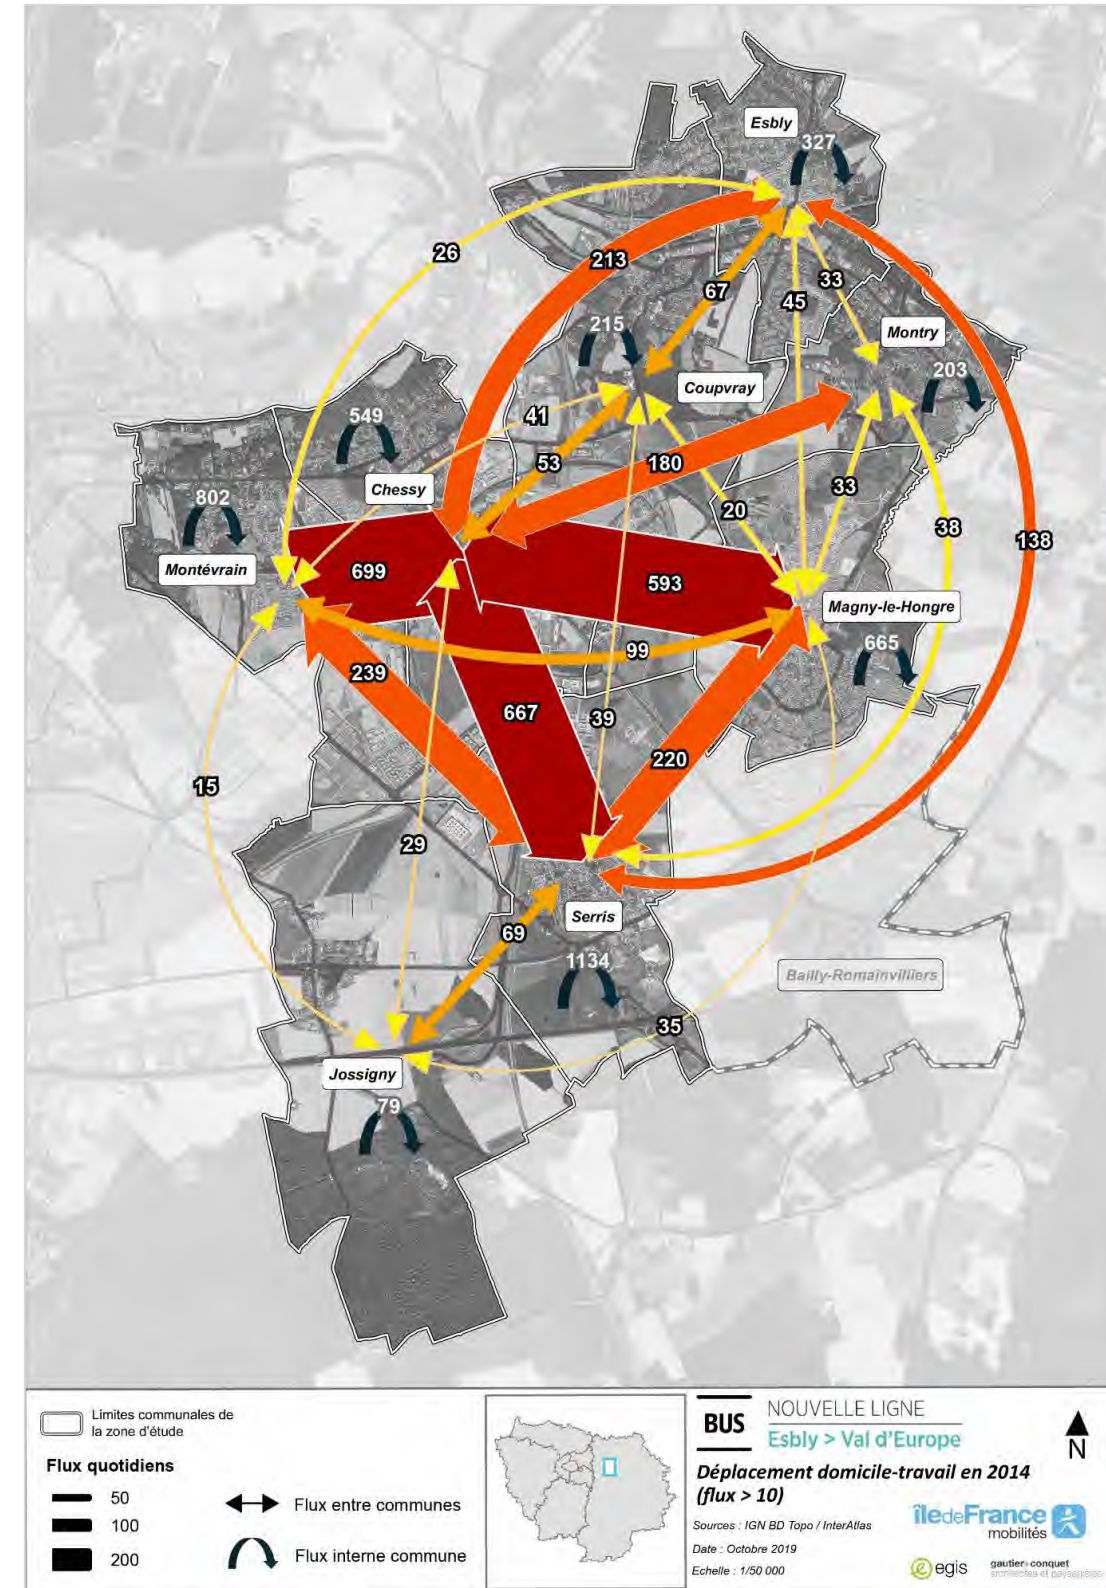 Esbly
327
26
213
67
45
33
215
Montry
203
Coupvray
549
41
Chessy
53
180
802
20
33
38
138
Montévrain
699
593
Magny-le-Hongre
665
99
239
667
39
220
15
29
Serris
69
1134
Bailly-Romainvilliers
35
Jossigny
79
Limites communales de
la zone d'étude
Flux quotidiens
50
100
200
Flux entre communes
Flux interne commune
BUS
NOUVELLE LIGNE
Esbly > Val d'Europe
N
Déplacement domicile-travail en 2014
(flux > 10)
Sources : IGN BD Topo / InterAtlas
Date : Octobre 2019
Echelle : 1/50 000
îledeFrance
mobilités
egis
gautier+conquet
architectes et paysagistes